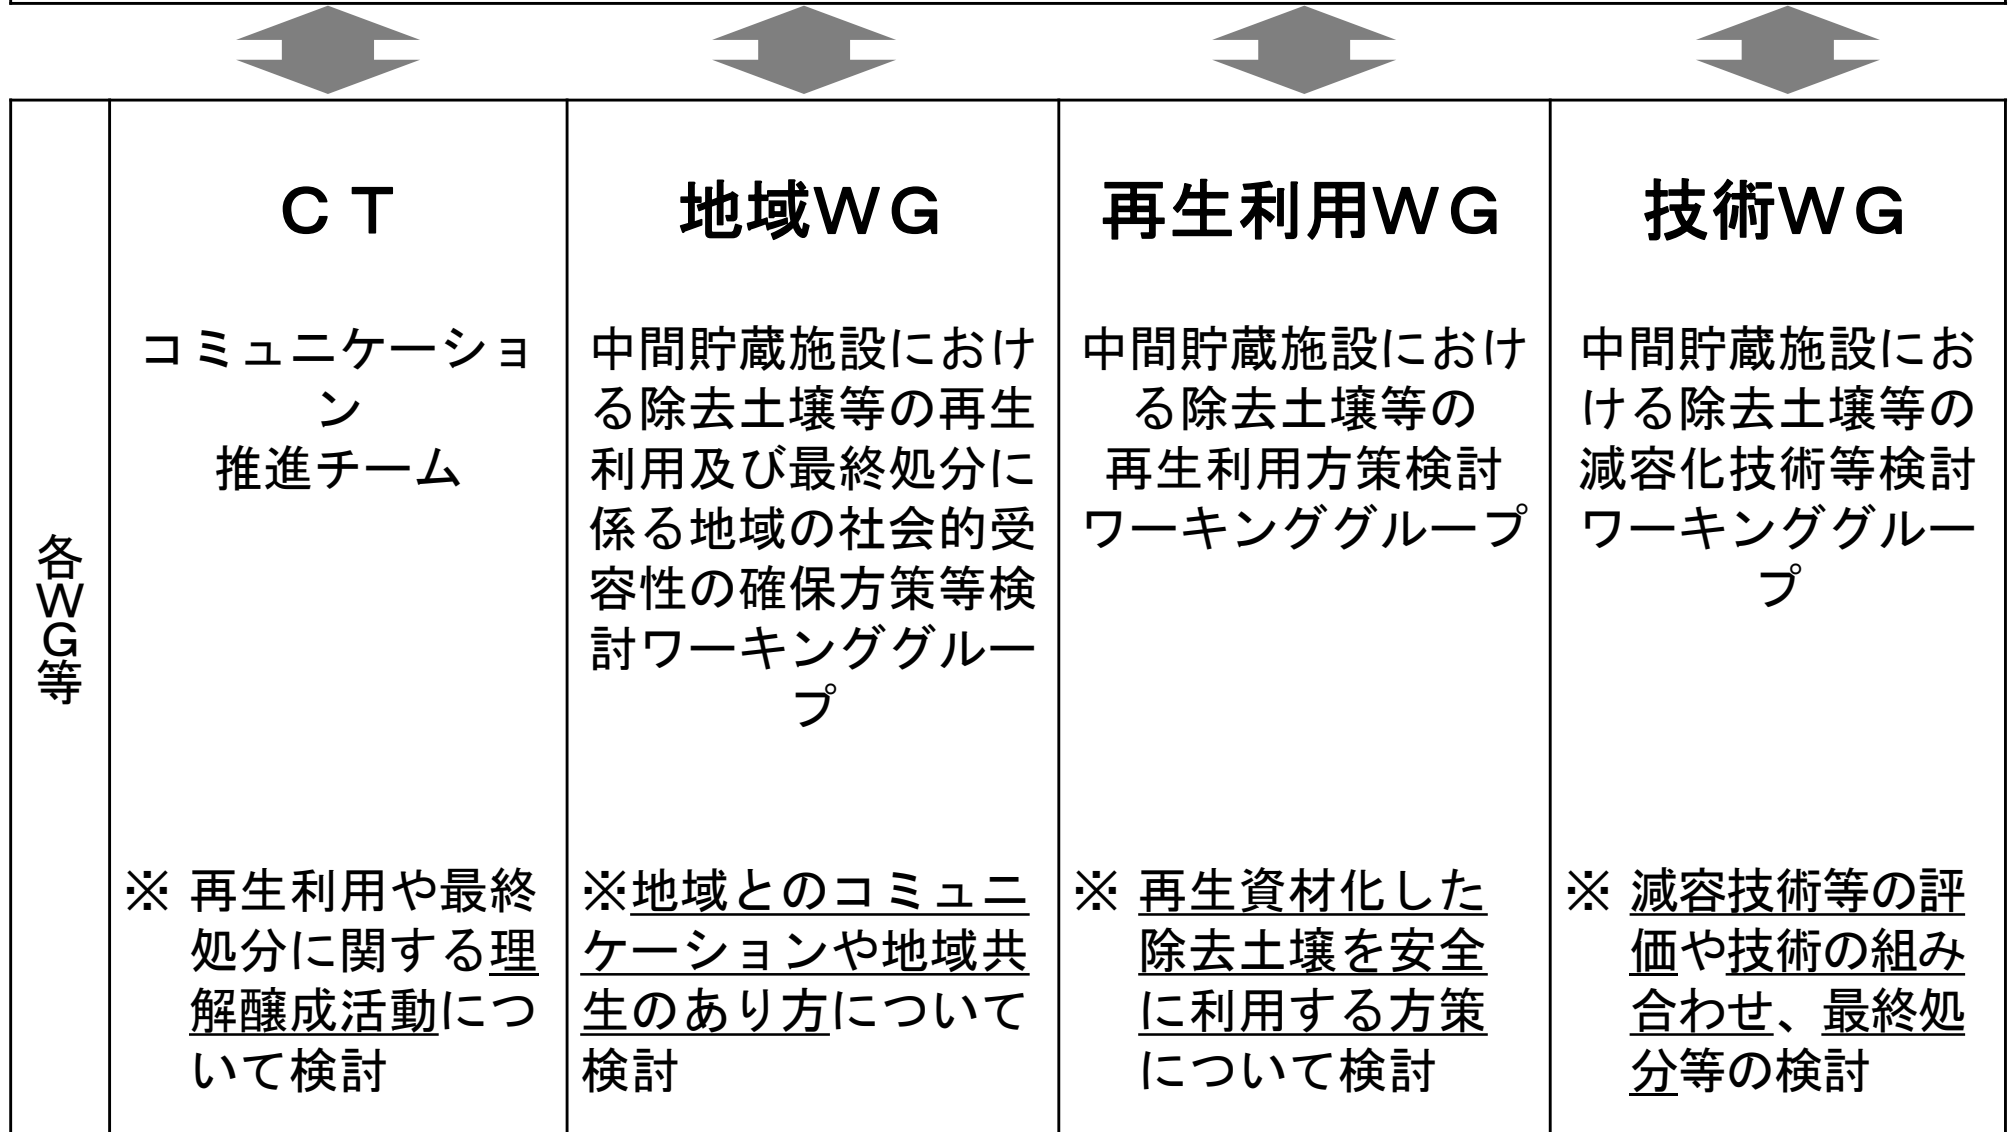 各WG等
ＣＴ
コミュニケーショ
ン
推進チーム
※ 再生利用や最終
処分に関する理
解醸成活動につ
いて検討
地域ＷＧ
中間貯蔵施設におけ
る除去土壌等の再生
利用及び最終処分に
係る地域の社会的受
容性の確保方策等検
討ワーキンググルー
プ
※地域とのコミュニ
ケーションや地域共
生のあり方について
検討
再生利用ＷＧ
中間貯蔵施設におけ
る除去土壌等の
再生利用方策検討
ワーキンググループ
※ 再生資材化した
除去土壌を安全
に利用する方策
について検討
技術ＷＧ
中間貯蔵施設にお
ける除去土壌等の
減容化技術等検討
ワーキンググルー
プ
※ 減容技術等の評
価や技術の組み
合わせ、最終処
分等の検討